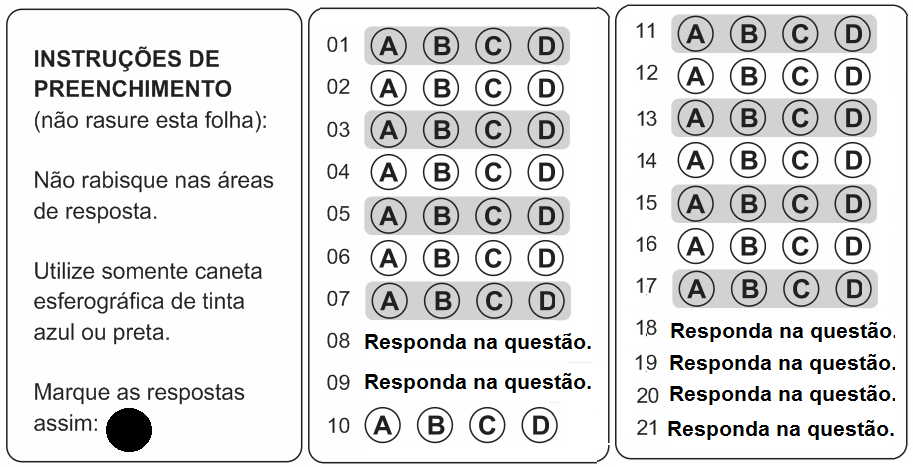 INSTRUÇÕES DE
PREENCHIMENTO
(não rasure esta folha):
Não rabisque nas áreas
de resposta.
Utilize somente caneta
esferográfica de tinta
azul ou preta.
Marque as respostas
assim:
01 A B C D
02 A B C D
03 A B C D
04 A B C D
05 A B C D
06 A B C D
07 A B C D
08 Responda na questão.
09 Responda na questão.
10 A B C D
11 A B C D
12 A B C D
13 A B C D
14 A B C D
15 A B C D
16 A B C D
17 A B C D
18 Responda na questão.
19 Responda na questão.
20 Responda na questão.
21 Responda na questão.